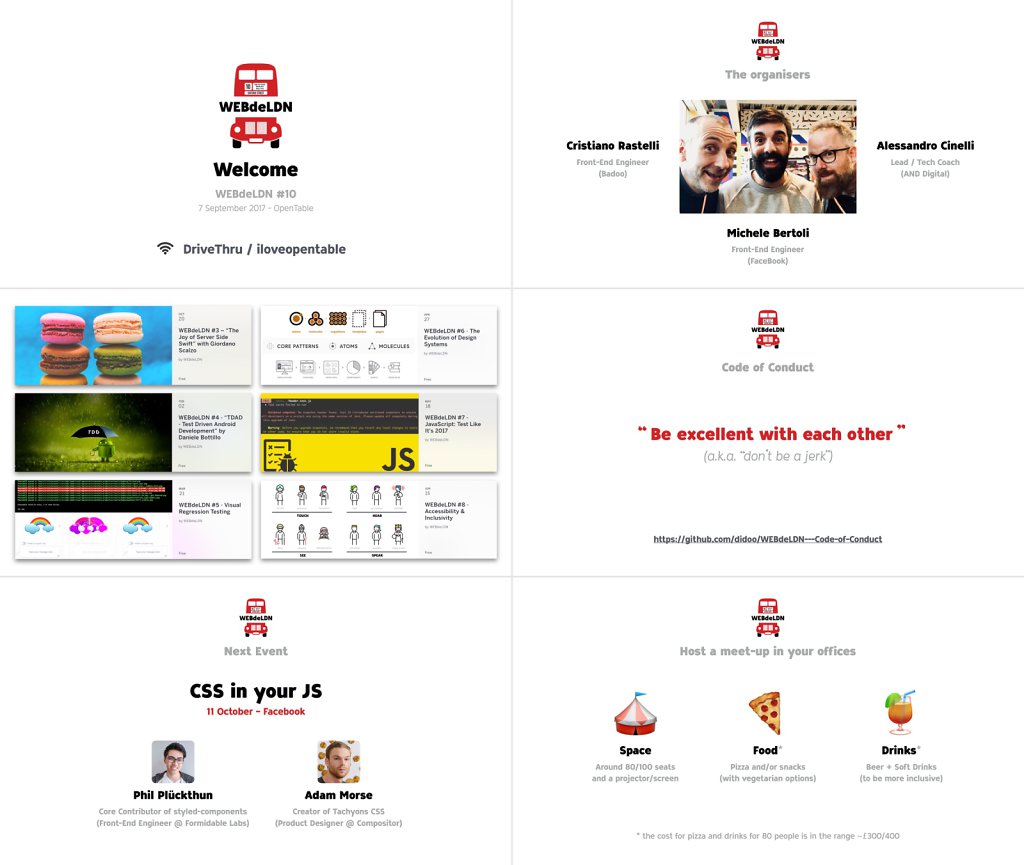 WEBdeLDN
Welcome
WEBdeLDN #10
7 September 2017 - OpenTable
DriveThru / iloveopentable
WEBdeLDN
The organisers
Cristiano Rastelli
Front-End Engineer
(Badoo)
Alessandro Cinelli
Lead / Tech Coach
(AND Digital)
Michele Bertoli
Front-End Engineer
(FaceBook)
OCT
20
WEBdeLDN #3 – "The
Joy of Server Side
Swift" with Giordano
Scalzo
by WEBdeLDN
Free
CORE PATTERNS
ATOMS
MOLECULES
APR
27
WEBdeLDN #6 - The
Evolution of Design
Systems
by WEBdeLDN
Free
TDD
FEB
02
WEBdeLDN #4 - "TDAD
- Test Driven Android
Development" by
Daniele Bottillo
Free
JS
MAY
18
WEBdeLDN #7 -
JavaScript: Test Like
It's 2017
by WEBdeLDN
Free
MAR
21
WEBdeLDN #5 - Visual
Regression Testing
by WEBdeLDN
Free
TOUCH
HEAR
SEE
SPEAK
JUN
15
WEBdeLDN #8 -
Accessibility &
Inclusivity
by WEBdeLDN
Free
WEBdeLDN
Code of Conduct
“Be excellent with each other”
(a.k.a. “don't be a jerk”)
https://github.com/didoo/WEBdeLDN---Code-of-Conduct
WEBdeLDN
Next Event
CSS in your JS
11 October – Facebook
Phil Plückthun
Core Contributor of styled-components
(Front-End Engineer @ Formidable Labs)
Adam Morse
Creator of Tachyons CSS
(Product Designer @ Compositor)
WEBdeLDN
Host a meet-up in your offices
Space
Around 80/100 seats
and a projector/screen
Food*
Pizza and/or snacks
(with vegetarian options)
Drinks*
Beer + Soft Drinks
(to be more inclusive)
* the cost for pizza and drinks for 80 people is in the range ~£300/400